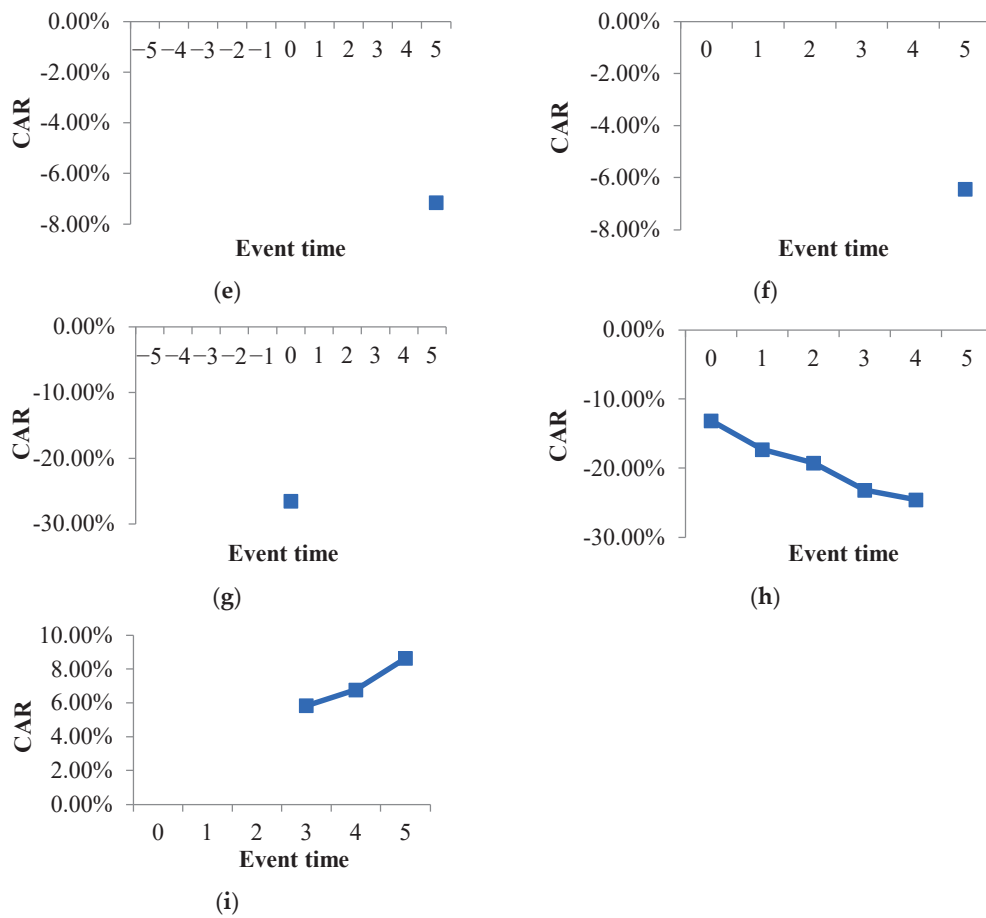 0.00%
−5 −4 −3 −2 −1 0 1 2 3 4 5
-2.00%
-4.00%
-6.00%
-8.00%
CAR
Event time
(e)
0.00%
0 1 2 3 4 5
-2.00%
-4.00%
-6.00%
-8.00%
CAR
Event time
(f)
0.00%
−5 −4 −3 −2 −1 0 1 2 3 4 5
-10.00%
-20.00%
-30.00%
CAR
Event time
(g)
0.00%
0 1 2 3 4 5
-10.00%
-20.00%
-30.00%
CAR
Event time
(h)
10.00%
8.00%
6.00%
4.00%
2.00%
0.00%
CAR
0 1 2 3 4 5
Event time
(i)